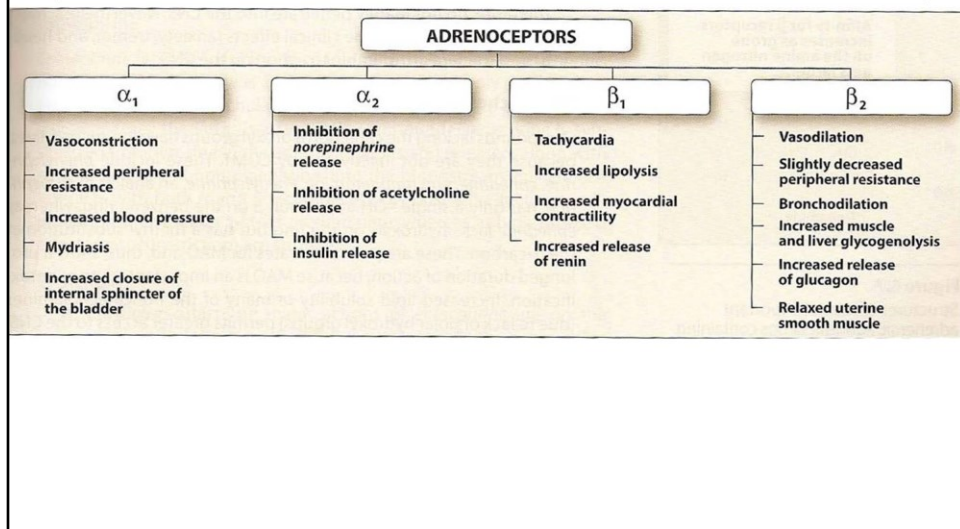 ADRENOCEPTORS
α1
Vasoconstriction
Increased peripheral
resistance
Increased blood pressure
Mydriasis
Increased closure of
internal sphincter of
the bladder
α2
Inhibition of
norepinephrine
release
Inhibition of acetylcholine
release
Inhibition of
insulin release
β1
Tachycardia
Increased lipolysis
Increased myocardial
contractility
Increased release
of renin
β2
Vasodilation
Slightly decreased
peripheral resistance
Bronchodilation
Increased muscle
and liver glycogenolysis
Increased release
of glucagon
Relaxed uterine
smooth muscle